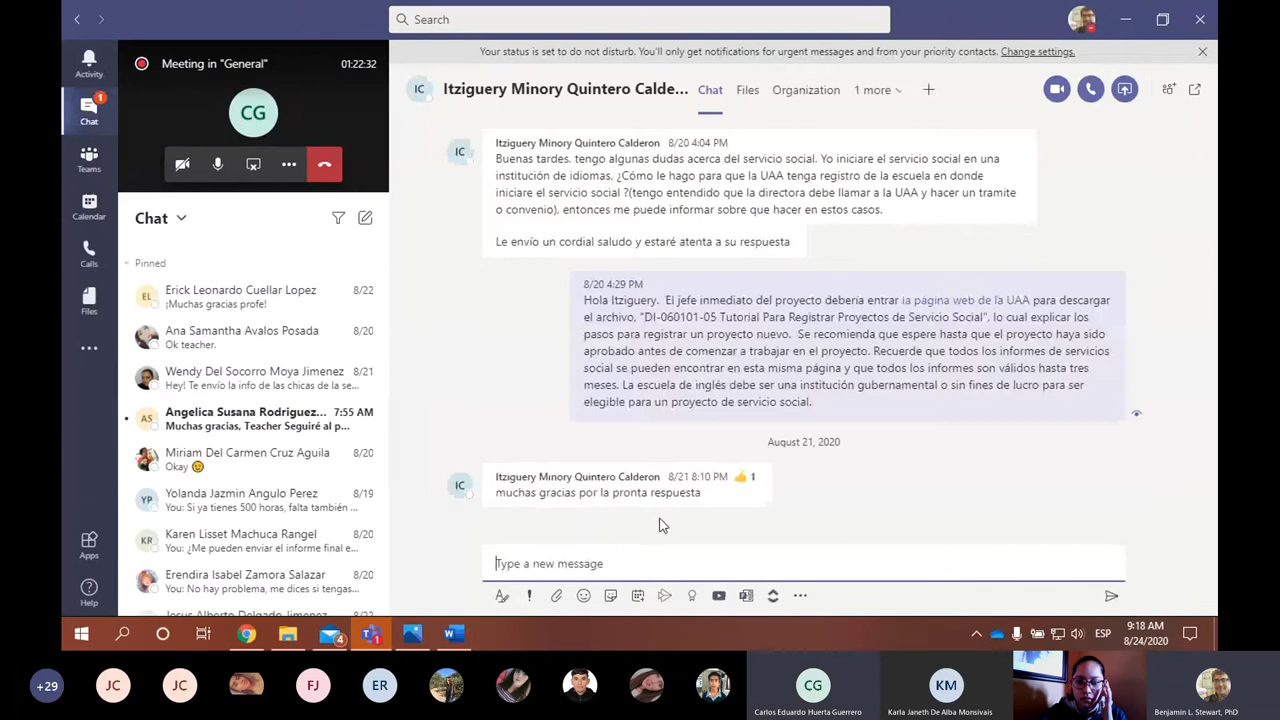 Search
Your status is set to do not disturb. You'll only get notifications for urgent messages and from your priority contacts. Change settings.
Activity
1
Chat
Teams
Calendar
Calls
Files
Apps
Help
Meeting in "General"
01:22:32
CG
Chat
Pinned
EL
Erick Leonardo Cuellar Lopez
8/22
¡Muchas gracias profe!
Ana Samantha Avalos Posada
8/20
Ok teacher.
Wendy Del Socorro Moya Jimenez
8/21
Hey! Te envío la info de las chicas de la se...
AS
Angelica Susana Rodriguez...
7:55 AM
Muchas gracias, Teacher Seguiré al p...
Miriam Del Carmen Cruz Aguila
8/20
Okay
YP
Yolanda Jazmin Angulo Perez
8/19
You: Si ya tienes 500 horas, falta también ...
KR
Karen Lisset Machuca Rangel
8/20
You: ¿Me pueden enviar el informe final e...
Erendira Isabel Zamora Salazar
8/20
You: No hay problema, me dices si tengas...
Jesus Alberto Delgado Jimenez
8/22
IC
Itziguery Minory Quintero Calde...
Chat
Files
Organization
1 more
IC
Itziguery Minory Quintero Calderon 8/20 4:04 PM
Buenas tardes. tengo algunas dudas acerca del servicio social. Yo iniciare el servicio social en una
institución de idiomas, ¿Cómo le hago para que la UAA tenga registro de la escuela en donde
iniciare el servicio social ?(tengo entendido que la directora debe llamar a la UAA y hacer un tramite
o convenio), entonces me puede informar sobre que hacer en estos casos.
Le envío un cordial saludo y estaré atenta a su respuesta
8/20 4:29 PM
Hola Itziguery. El jefe inmediato del proyecto debería entrar la página web de la UAA para descargar
el archivo, "DI-060101-05 Tutorial Para Registrar Proyectos de Servicio Social", lo cual explicar los
pasos para registrar un proyecto nuevo. Se recomienda que espere hasta que el proyecto haya sido
aprobado antes de comenzar a trabajar en el proyecto. Recuerde que todos los informes de servicios
social se pueden encontrar en esta misma página y que todos los informes son válidos hasta tres
meses. La escuela de inglés debe ser una institución gubernamental o sin fines de lucro para ser
elegible para un proyecto de servicio social.
August 21, 2020
IC
Itziguery Minory Quintero Calderon 8/21 8:10 PM 1
muchas gracias por la pronta respuesta
Type a new message
4
1
ESP
9:18 AM
8/24/2020
+29
JC
JC
FJ
ER
CG
Carlos Eduardo Huerta Guerrero
KM
Karla Janeth De Alba Monsivais
Benjamin L. Stewart, PhD